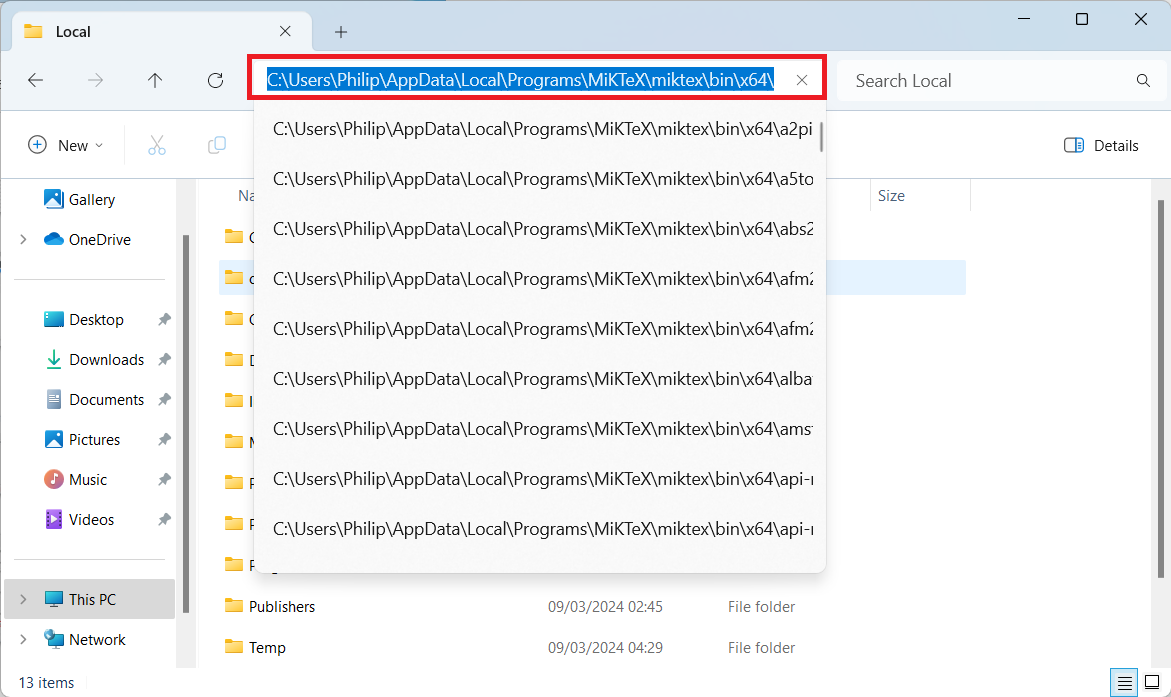 Local
C:\Users\Philip\AppData\Local\Programs\MiKTeX\miktex\bin\x64\
Search Local
C:\Users\Philip\AppData\Local\Programs\MiKTeX\miktex\bin\x64\a2pi
C:\Users\Philip\AppData\Local\Programs\MiKTeX\miktex\bin\x64\a5to
C:\Users\Philip\AppData\Local\Programs\MiKTeX\miktex\bin\x64\abs2
C:\Users\Philip\AppData\Local\Programs\MiKTeX\miktex\bin\x64\afm2
C:\Users\Philip\AppData\Local\Programs\MiKTeX\miktex\bin\x64\afm2
C:\Users\Philip\AppData\Local\Programs\MiKTeX\miktex\bin\x64\alba
C:\Users\Philip\AppData\Local\Programs\MiKTeX\miktex\bin\x64\ams
C:\Users\Philip\AppData\Local\Programs\MiKTeX\miktex\bin\x64\api-
C:\Users\Philip\AppData\Local\Programs\MiKTeX\miktex\bin\x64\api-
New
Details
Size
Gallery
OneDrive
Desktop
Downloads
Documents
Pictures
Music
Videos
This PC
Network
Publishers 09/03/2024 02:45 File folder
Temp 09/03/2024 04:29 File folder
13 items